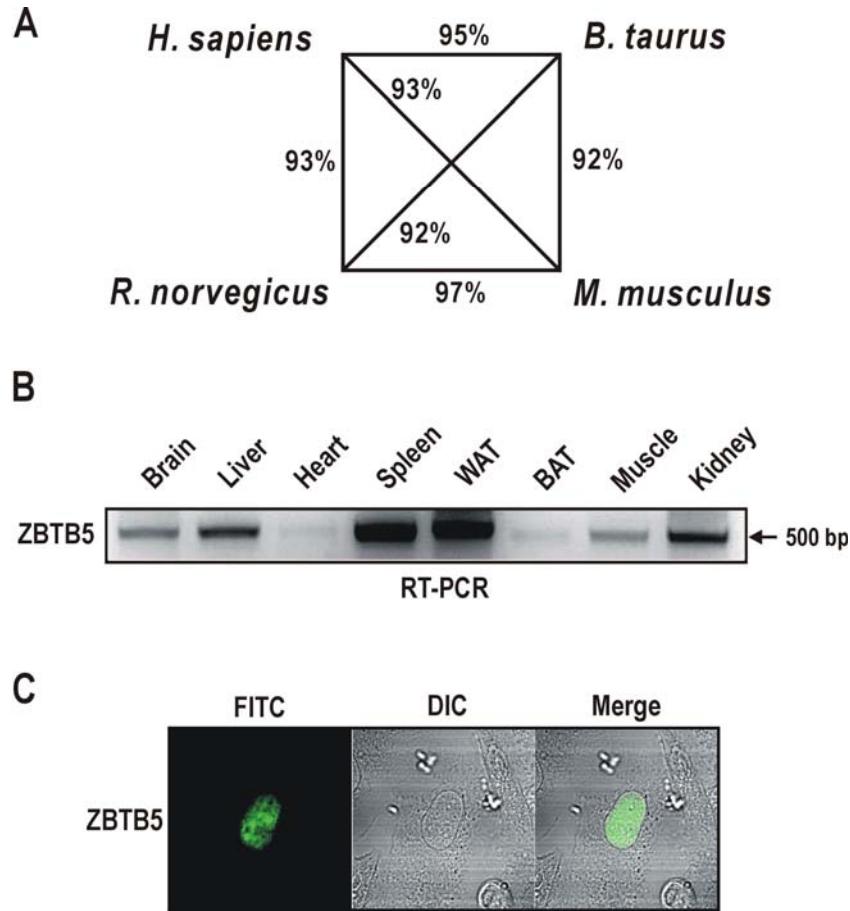 A
H. sapiens 95% B. taurus
93%
93% 92%
92%
R. norvegicus 97% M. musculus
B
Brain Liver Heart Spleen WAT BAT Muscle Kidney
ZBTB5 500 bp
RT-PCR
C
FITC DIC Merge
ZBTB5